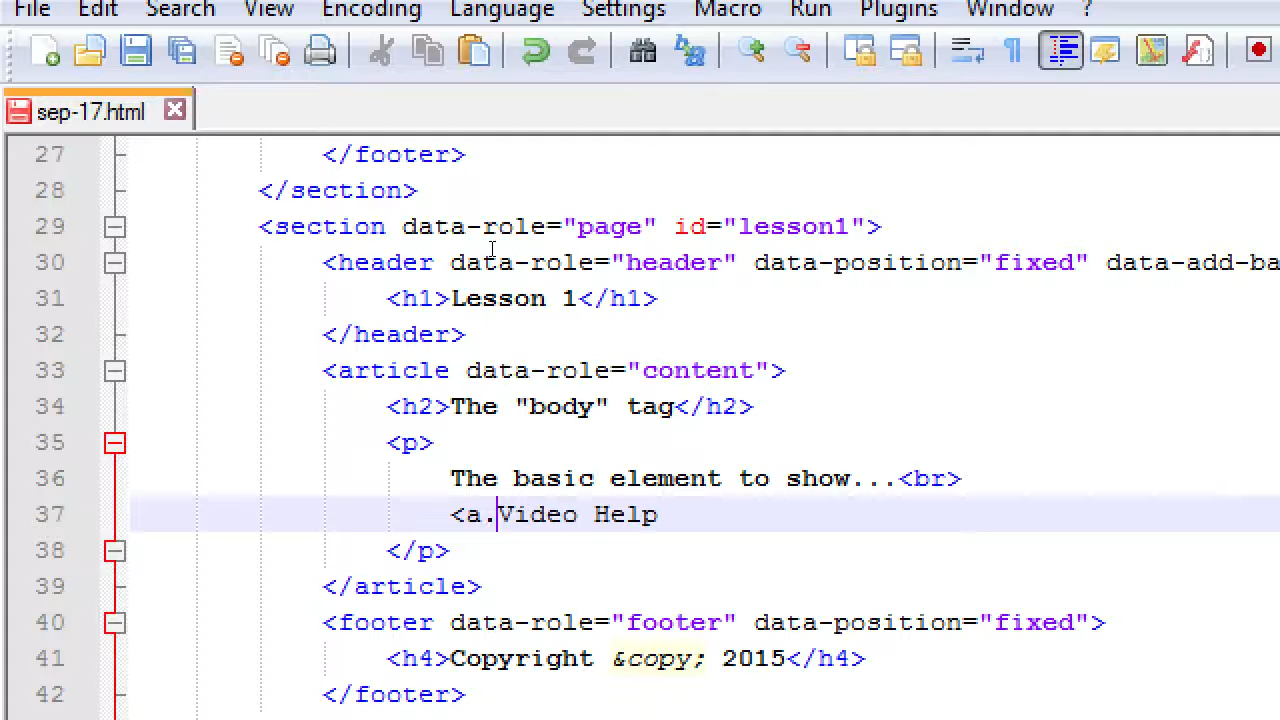 File Edit Search View Encoding Language Settings Macro Run Plugins Window ?
sep-17.html
27 </footer>
28 </section>
29 <section data-role="page" id="lesson1">
30 <header data-role="header" data-position="fixed" data-add-ba
31 <h1>Lesson 1</h1>
32 </header>
33 <article data-role="content">
34 <h2>The "body" tag</h2>
35 <p>
36 The basic element to show...<br>
37 <a.Video Help
38 </p>
39 </article>
40 <footer data-role="footer" data-position="fixed">
41 <h4>Copyright &copy; 2015</h4>
42 </footer>